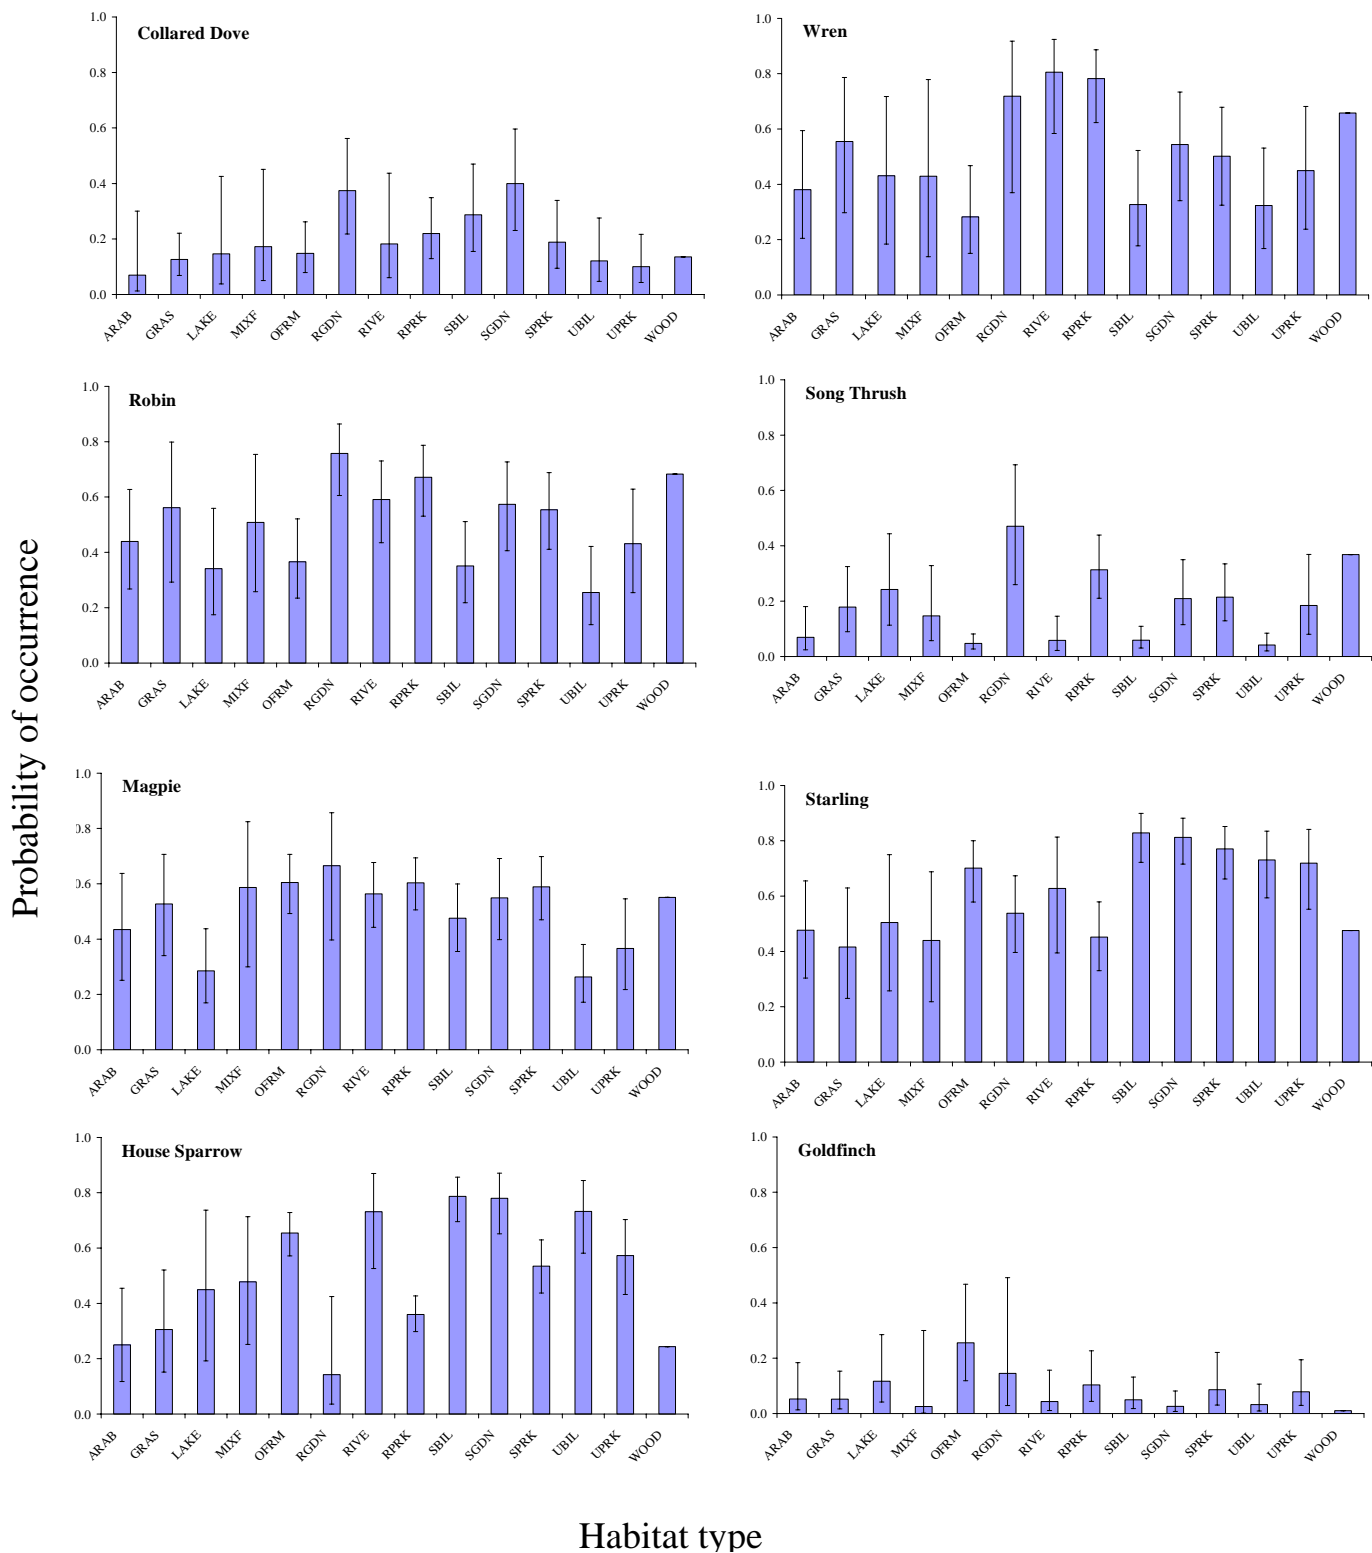 Probability of occurrence
Collared Dove
1.0
0.8
0.6
0.4
0.2
0.0
ARAB GRAS LAKE MIXF OFRM RGDN RIVE RPRK SBIL SGDN SPRK UBIL UPRK WOOD
Wren
1.0
0.8
0.6
0.4
0.2
0.0
ARAB GRAS LAKE MIXF OFRM RGDN RIVE RPRK SBIL SGDN SPRK UBIL UPRK WOOD
Robin
1.0
0.8
0.6
0.4
0.2
0.0
ARAB GRAS LAKE MIXF OFRM RGDN RIVE RPRK SBIL SGDN SPRK UBIL UPRK WOOD
Song Thrush
1.0
0.8
0.6
0.4
0.2
0.0
ARAB GRAS LAKE MIXF OFRM RGDN RIVE RPRK SBIL SGDN SPRK UBIL UPRK WOOD
Magpie
1.0
0.8
0.6
0.4
0.2
0.0
ARAB GRAS LAKE MIXF OFRM RGDN RIVE RPRK SBIL SGDN SPRK UBIL UPRK WOOD
Starling
1.0
0.8
0.6
0.4
0.2
0.0
ARAB GRAS LAKE MIXF OFRM RGDN RIVE RPRK SBIL SGDN SPRK UBIL UPRK WOOD
House Sparrow
1.0
0.8
0.6
0.4
0.2
0.0
ARAB GRAS LAKE MIXF OFRM RGDN RIVE RPRK SBIL SGDN SPRK UBIL UPRK WOOD
Goldfinch
1.0
0.8
0.6
0.4
0.2
0.0
ARAB GRAS LAKE MIXF OFRM RGDN RIVE RPRK SBIL SGDN SPRK UBIL UPRK WOOD
Habitat type